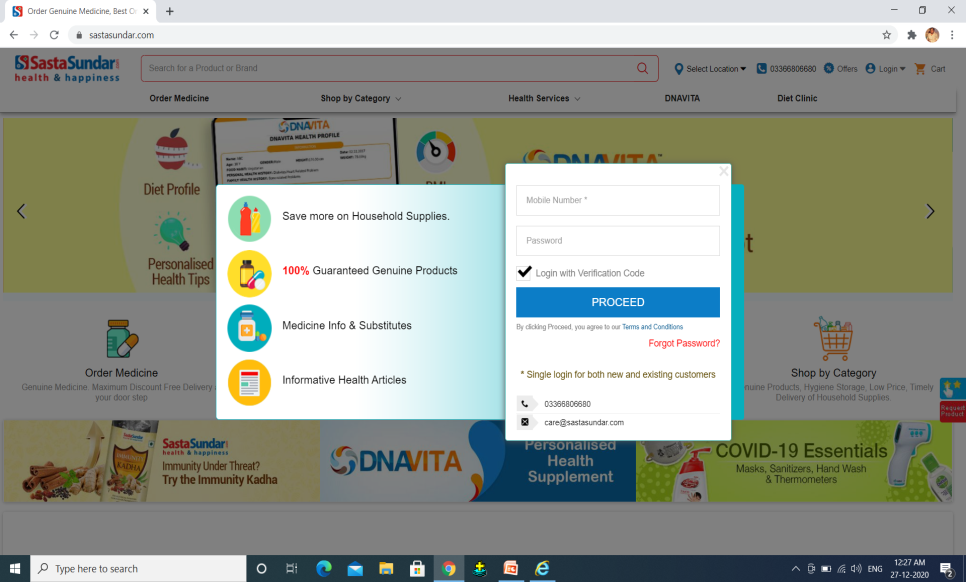 Order Genuine Medicine, Best O
sastasundar.com
SastaSundar
health & happiness
Search for a Product or Brand
Select Location
03366806680
Offers
Login
Cart
Order Medicine
Shop by Category
Health Services
DNAVITA
Diet Clinic
Diet Profile
DNAVITA
DNAVITA HEALTH PROFILE
BMI
DNAVITA
Personalised
Health Tips
Save more on Household Supplies.
100% Guaranteed Genuine Products
Medicine Info & Substitutes
Informative Health Articles
Mobile Number *
Password
Login with Verification Code
PROCEED
By clicking Proceed, you agree to our Terms and Conditions
Forgot Password?
* Single login for both new and existing customers
03366806680
care@sastasundar.com
Order Medicine
Genuine Medicine. Maximum Discount Free Delivery
your door step
Shop by Category
Genuine Products, Hygiene Storage, Low Price, Timely
Delivery of Household Supplies.
Request
Product
KADHA
SastaSundar
health & happiness
Immunity Under Threat?
Try the Immunity Kadha
DNAVITA
Personalised
Health
Supplement
COVID-19 Essentials
Masks, Sanitizers, Hand Wash
& Thermometers
Type here to search
ENG
12:27 AM
27-12-2020
2